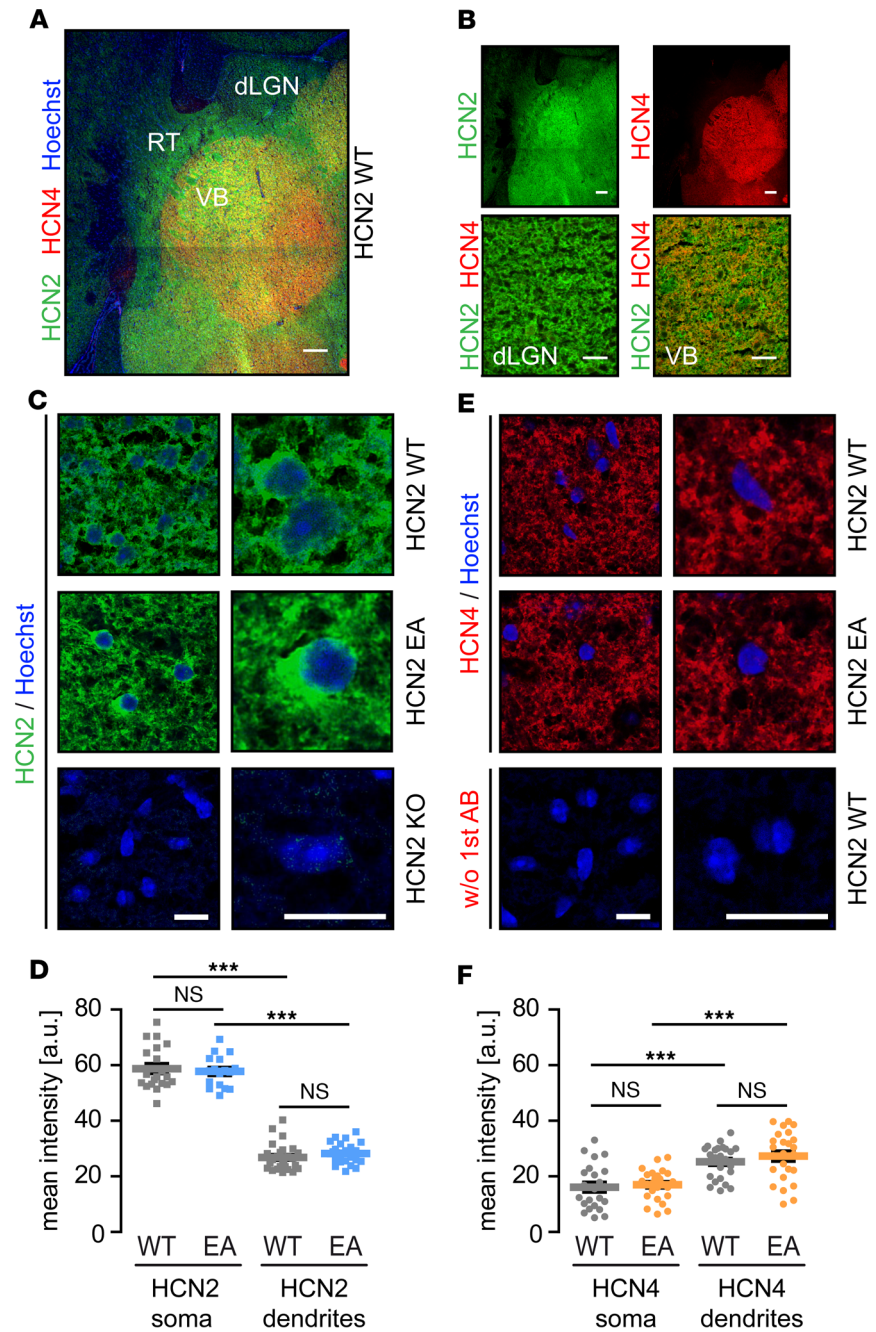 A
HCN2 HCN4 Hoechst
dLGN
RT
VB
HCN2 WT
B
HCN2
HCN4
HCN2 HCN4
dLGN
HCN2 HCN4
VB
C
HCN2 / Hoechst
HCN2 WT
HCN2 EA
HCN2 KO
E
HCN4 / Hoechst
w/o 1st AB
HCN2 WT
HCN2 EA
HCN2 WT
D
mean intensity [a.u.]
80
60
40
20
0
***
NS
***
NS
WT EA WT EA
HCN2 HCN2
soma dendrites
F
mean intensity [a.u.]
80
60
40
20
0
***
***
NS NS
WT EA WT EA
HCN4 HCN4
soma dendrites